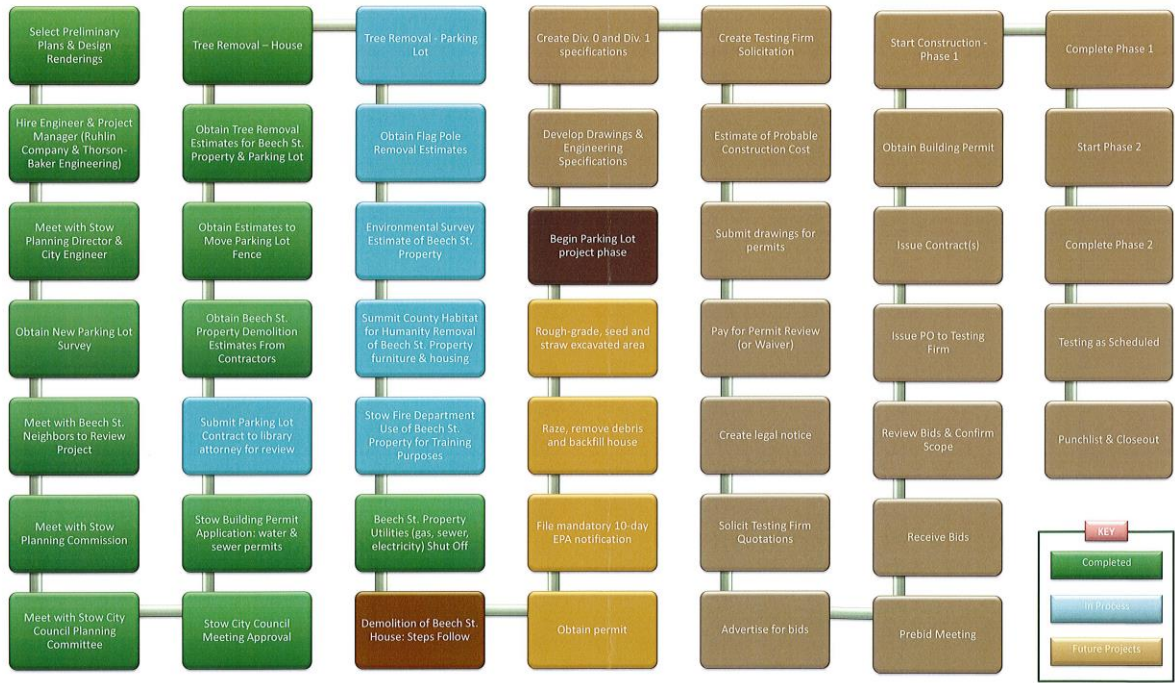 Select Preliminary
Plans & Design
Renderings
Hire Engineer & Project
Manager (Ruhlin
Company & Thorson-
Baker Engineering)
Meet with Stow
Planning Director &
City Engineer
Obtain New Parking Lot
Survey
Meet with Beech St.
Neighbors to Review
Project
Meet with Stow
Planning Commission
Meet with Stow City
Council Planning
Committee
Stow City Council
Meeting Approval
Stow Building Permit
Application: water &
sewer permits
Submit Parking Lot
Contract to library
attorney for review
Obtain Beech St.
Property Demolition
Estimates From
Contractors
Obtain Estimates to
Move Parking Lot
Fence
Obtain Tree Removal
Estimates for Beech St.
Property & Parking Lot
Tree Removal – House
Tree Removal - Parking
Lot
Obtain Flag Pole
Removal Estimates
Environmental Survey
Estimate of Beech St.
Property
Summit County Habitat
for Humanity Removal
of Beech St. Property
furniture & housing
Stow Fire Department
Use of Beech St.
Property for Training
Purposes
Beech St. Property
Utilities (gas, sewer,
electricity) Shut Off
Demolition of Beech St.
House: Steps Follow
Obtain permit
File mandatory 10-day
EPA notification
Raze, remove debris
and backfill house
Rough-grade, seed and
straw excavated area
Begin Parking Lot
project phase
Develop Drawings &
Engineering
Specifications
Create Div. 0 and Div. 1
specifications
Create Testing Firm
Solicitation
Estimate of Probable
Construction Cost
Submit drawings for
permits
Pay for Permit Review
(or Waiver)
Create legal notice
Solicit Testing Firm
Quotations
Advertise for bids
Prebid Meeting
Receive Bids
Review Bids & Confirm
Scope
Issue PO to Testing
Firm
Issue Contract(s)
Obtain Building Permit
Start Construction -
Phase 1
Complete Phase 1
Start Phase 2
Complete Phase 2
Testing as Scheduled
Punchlist & Closeout
KEY
Completed
In Process
Future Projects